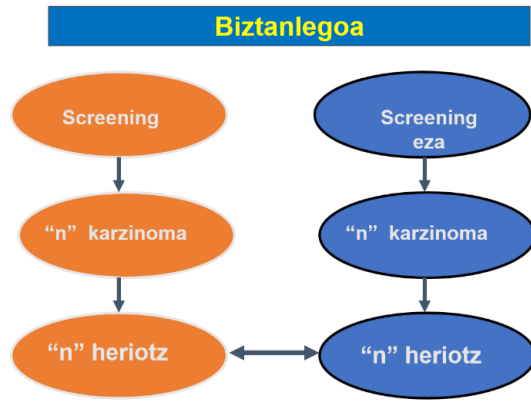 Biztanlegoa
Screening
Screening
eza
“n” karzinoma
“n” karzinoma
“n” heriotz
“n” heriotz